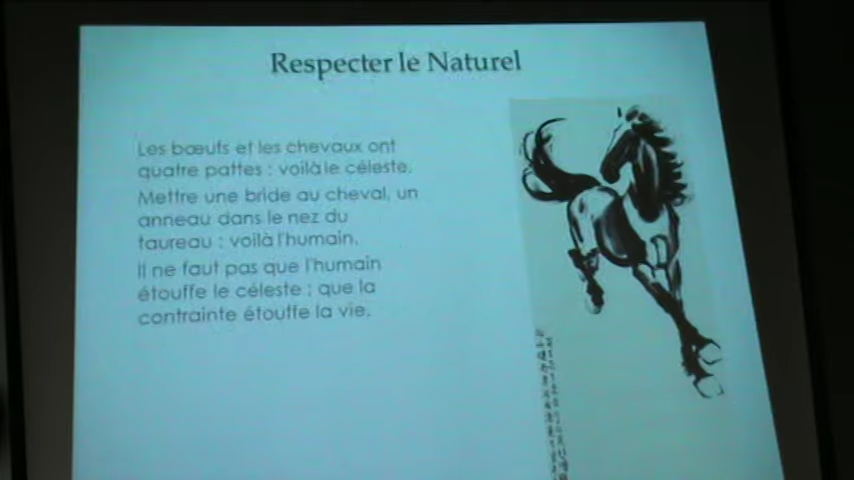 Respecter le Naturel
Les bœufs et les chevaux ont
quatre pattes : voilà le céleste.
Mettre une bride au cheval, un
anneau dans le nez du
taureau : voilà l'humain.
Il ne faut pas que l'humain
étouffe le céleste ; que la
contrainte étouffe la vie.